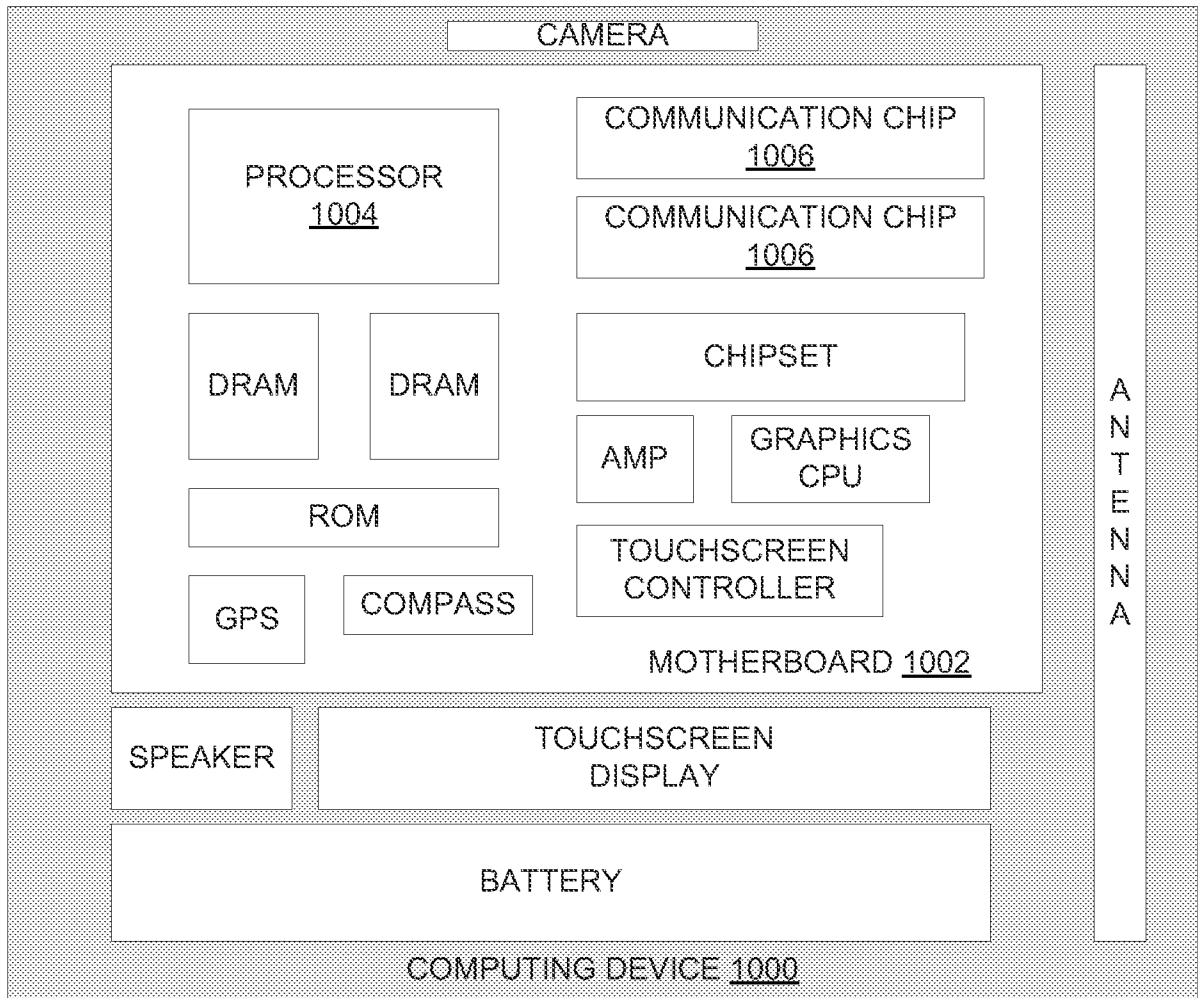 CAMERA
PROCESSOR
1004
COMMUNICATION CHIP
1006
COMMUNICATION CHIP
1006
DRAM
DRAM
CHIPSET
AMP
GRAPHICS
CPU
ROM
TOUCHSCREEN
CONTROLLER
GPS
COMPASS
MOTHERBOARD 1002
ANTENNA
SPEAKER
TOUCHSCREEN
DISPLAY
BATTERY
COMPUTING DEVICE 1000